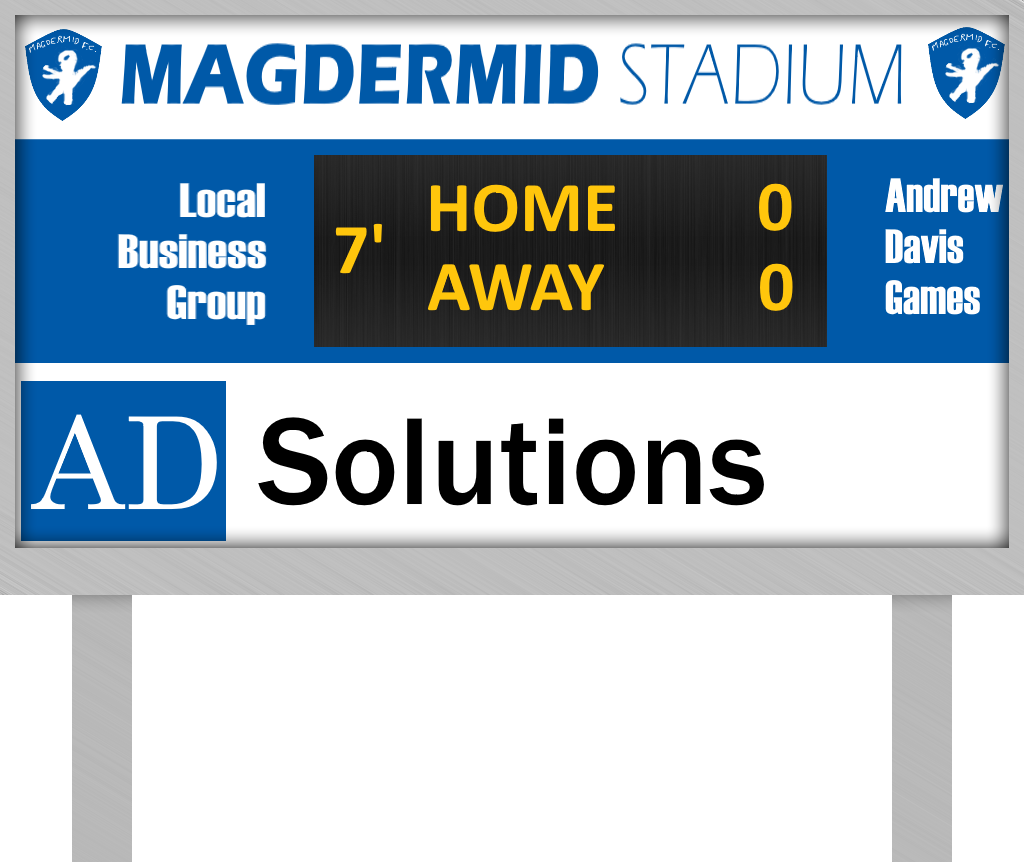 MAGDERMID F.C.
MAGDERMID STADIUM
MAGDERMID F.C.
Local
Business
Group
7'
HOME 0
AWAY 0
Andrew
Davis
Games
AD Solutions